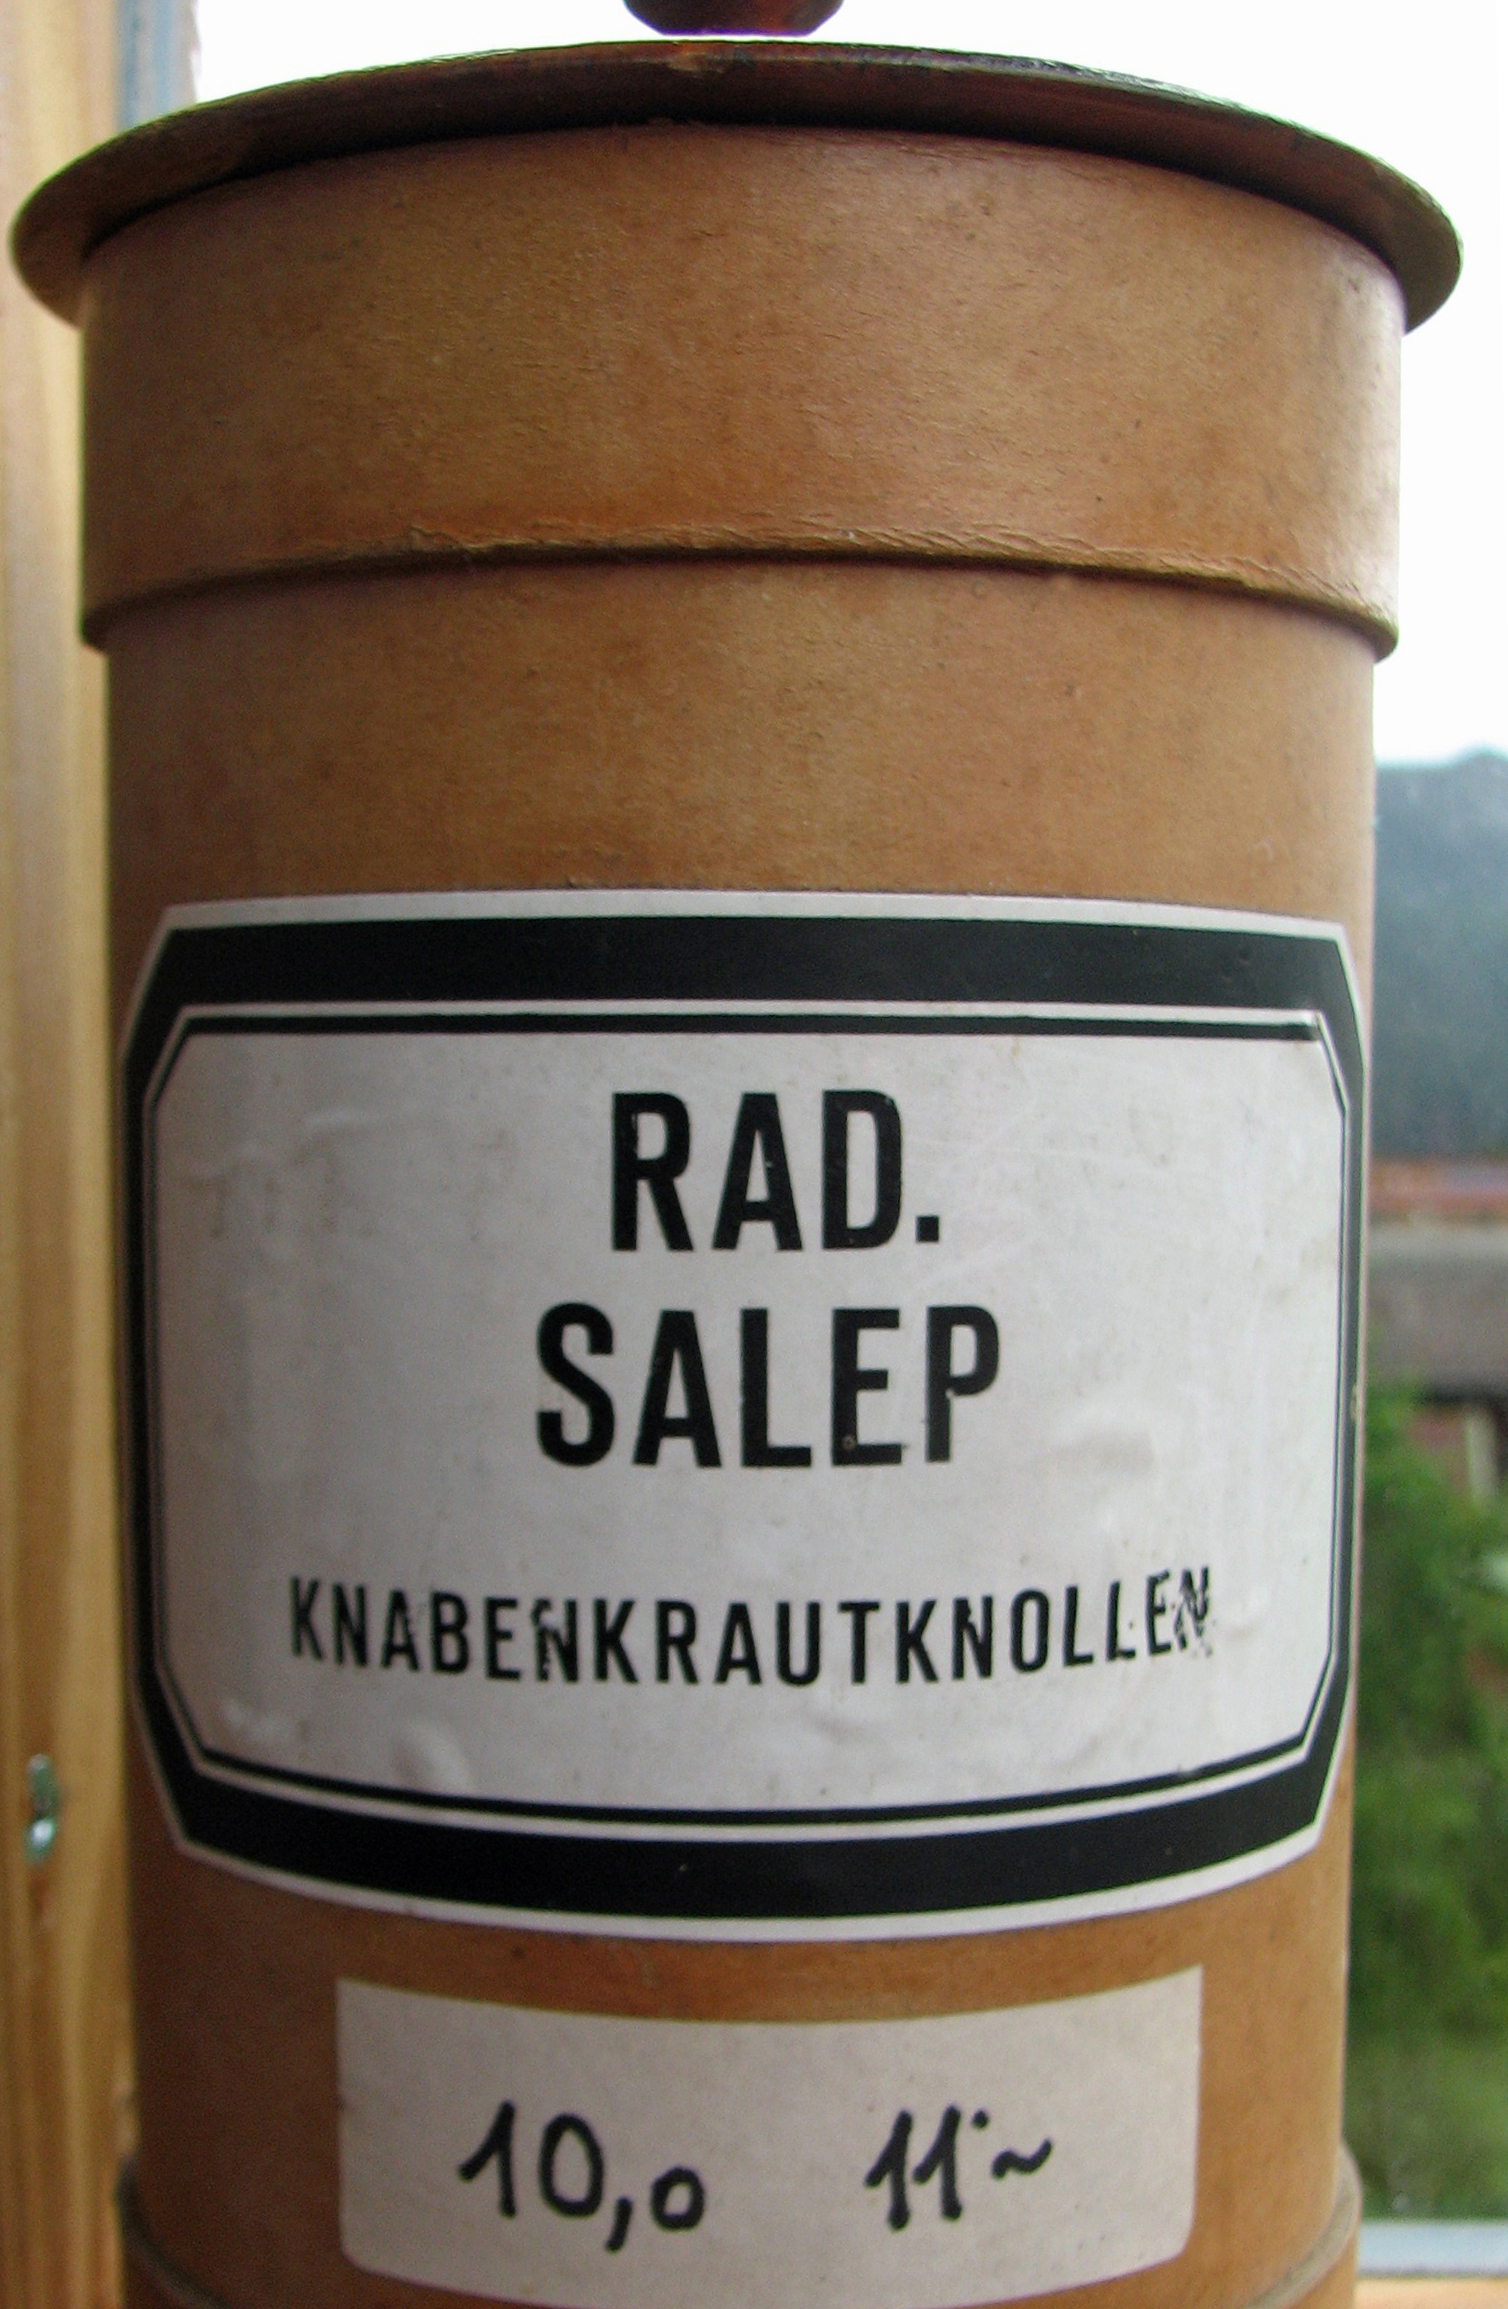 RAD.
SALEP
KNABENKRAUTKNOLLEN
10,0 11·~